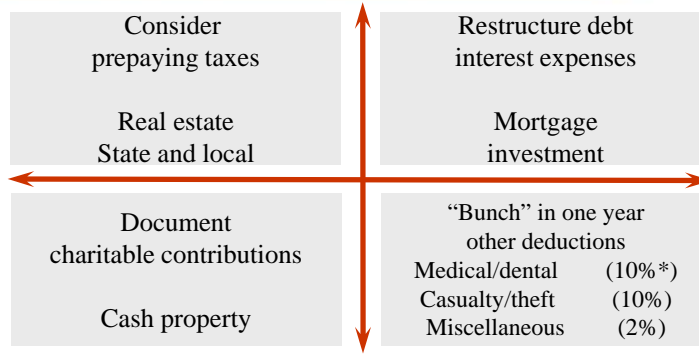 Consider
prepaying taxes
Real estate
State and local
Restructure debt
interest expenses
Mortgage
investment
Document
charitable contributions
Cash property
“Bunch” in one year
other deductions
Medical/dental (10%*)
Casualty/theft (10%)
Miscellaneous (2%)